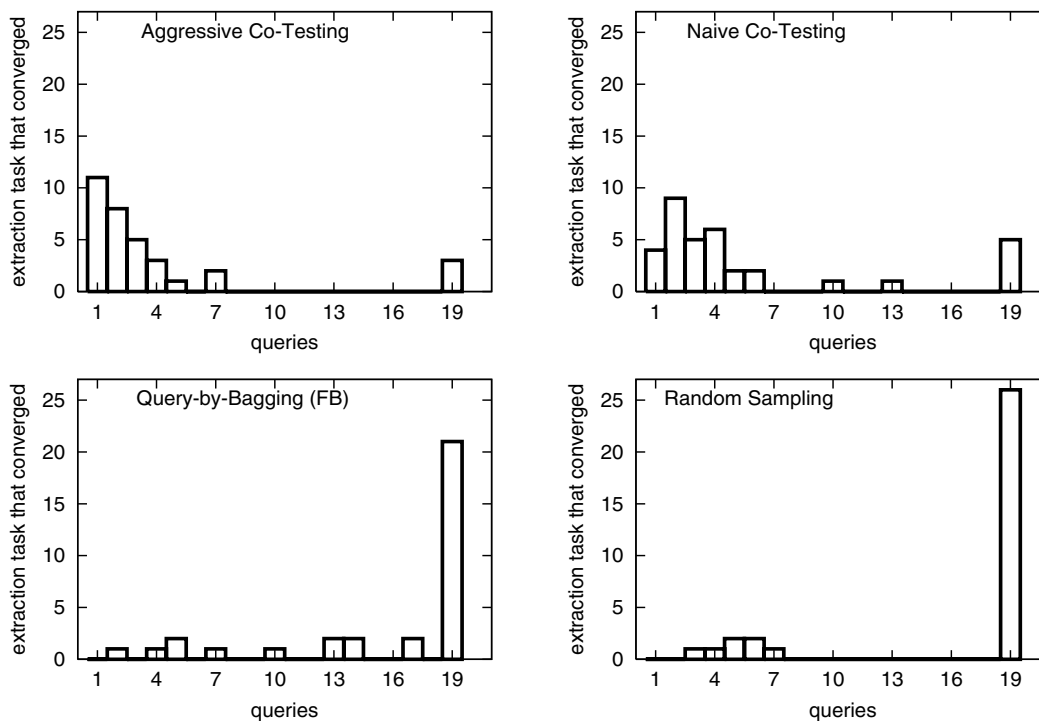 Aggressive Co-Testing
extraction task that converged
25
20
15
10
5
0
1 4 7 10 13 16 19
queries
Naive Co-Testing
extraction task that converged
25
20
15
10
5
0
1 4 7 10 13 16 19
queries
Query-by-Bagging (FB)
extraction task that converged
25
20
15
10
5
0
1 4 7 10 13 16 19
queries
Random Sampling
extraction task that converged
25
20
15
10
5
0
1 4 7 10 13 16 19
queries